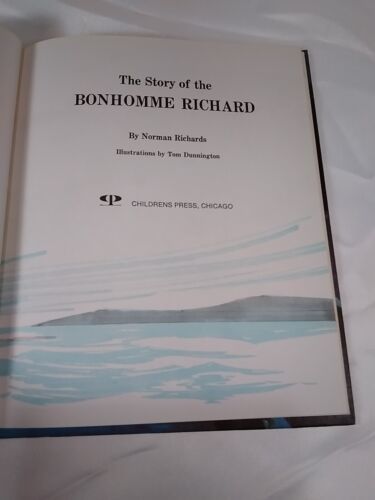 The Story of the
BONHOMME RICHARD
By Norman Richards
Illustrations by Tom Dunnington
CHILDRENS PRESS, CHICAGO